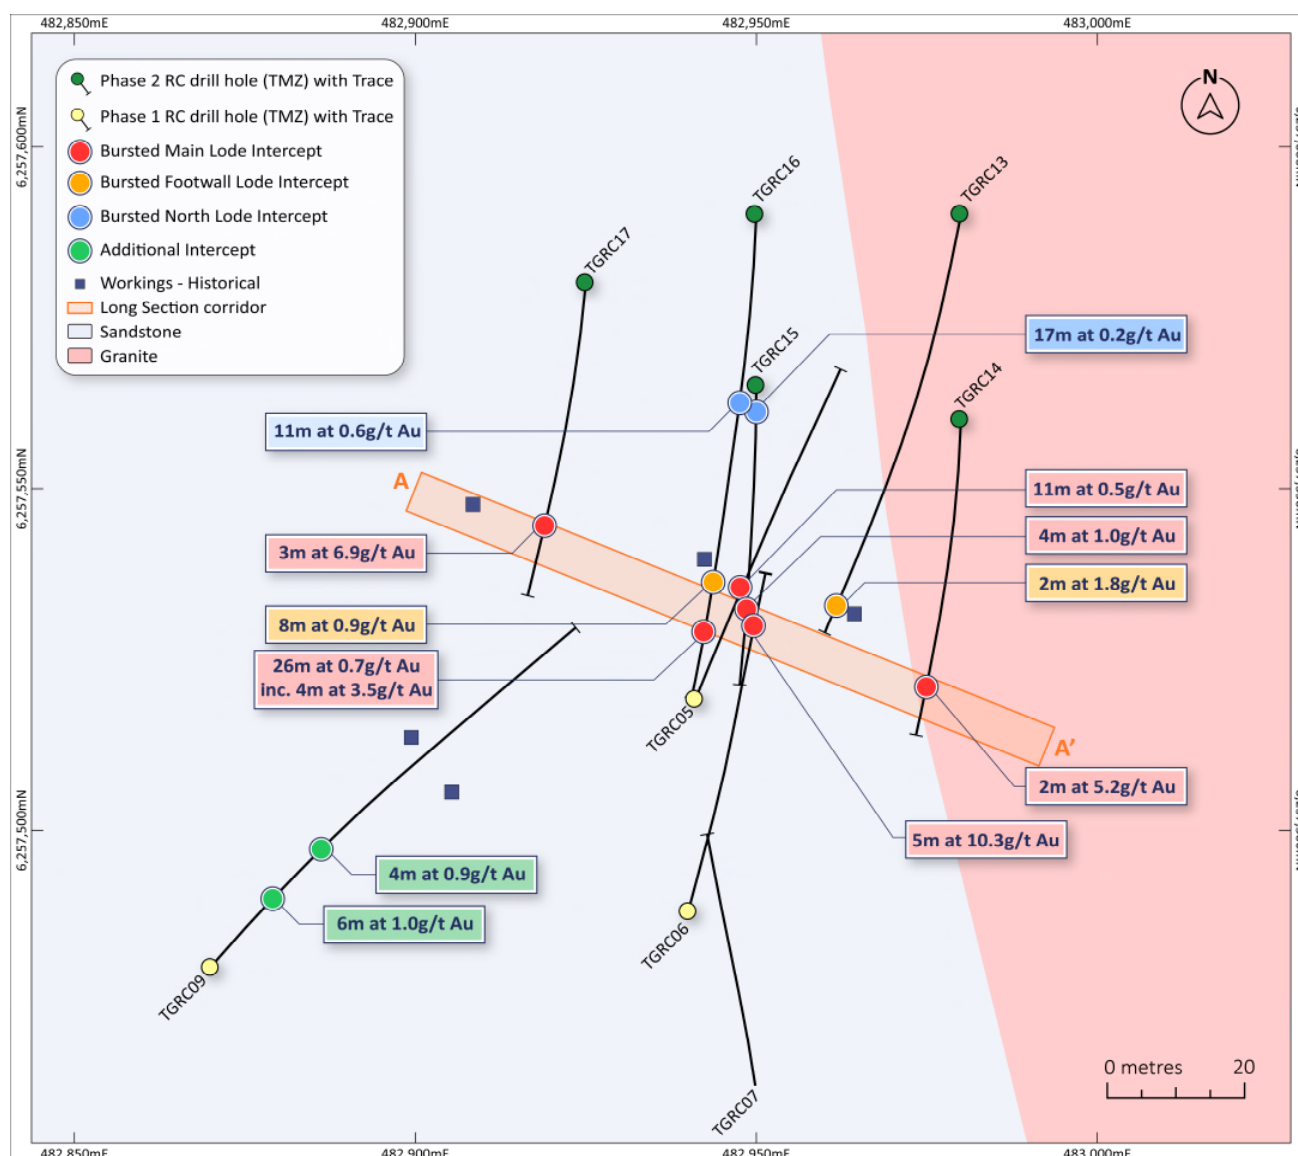 482,850mE
482,900mE
482,950mE
483,000mE
Phase 2 RC drill hole (TMZ) with Trace
Phase 1 RC drill hole (TMZ) with Trace
Bursted Main Lode Intercept
Bursted Footwall Lode Intercept
Bursted North Lode Intercept
Additional Intercept
Workings - Historical
Long Section corridor
Sandstone
Granite
N
6,257,600mN
TGRC16
TGRC13
TGRC17
TGRC15
17m at 0.2g/t Au
TGRC14
11m at 0.6g/t Au
6,257,550mN
A
11m at 0.5g/t Au
3m at 6.9g/t Au
4m at 1.0g/t Au
2m at 1.8g/t Au
8m at 0.9g/t Au
26m at 0.7g/t Au
inc. 4m at 3.5g/t Au
TGRC05
A'
2m at 5.2g/t Au
6,257,500mN
5m at 10.3g/t Au
4m at 0.9g/t Au
6m at 1.0g/t Au
TGRC06
TGRC09
TGRC07
0 metres 20
482,850mE
482,900mE
482,950mE
483,000mE